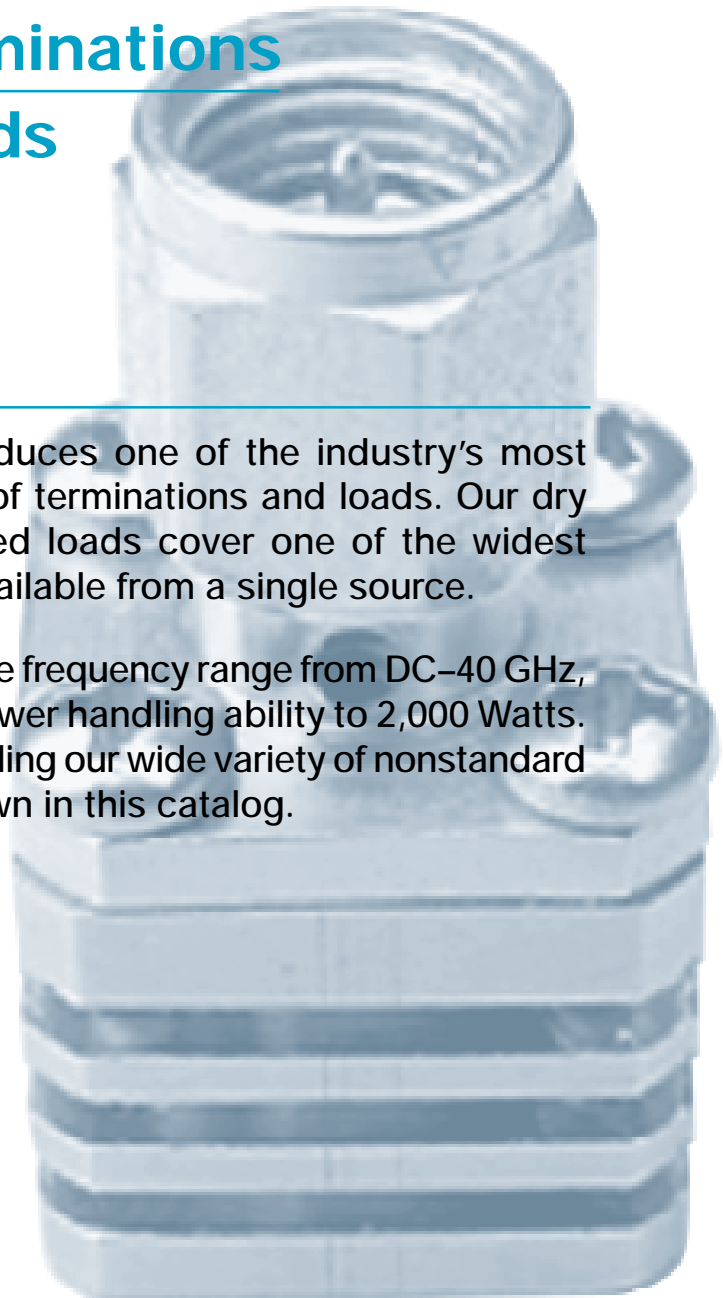 minations
ds
duces one of the industry's most
of terminations and loads. Our dry
ed loads cover one of the widest
ailable from a single source.
e frequency range from DC–40 GHz,
wer handling ability to 2,000 Watts.
ding our wide variety of nonstandard
wn in this catalog.